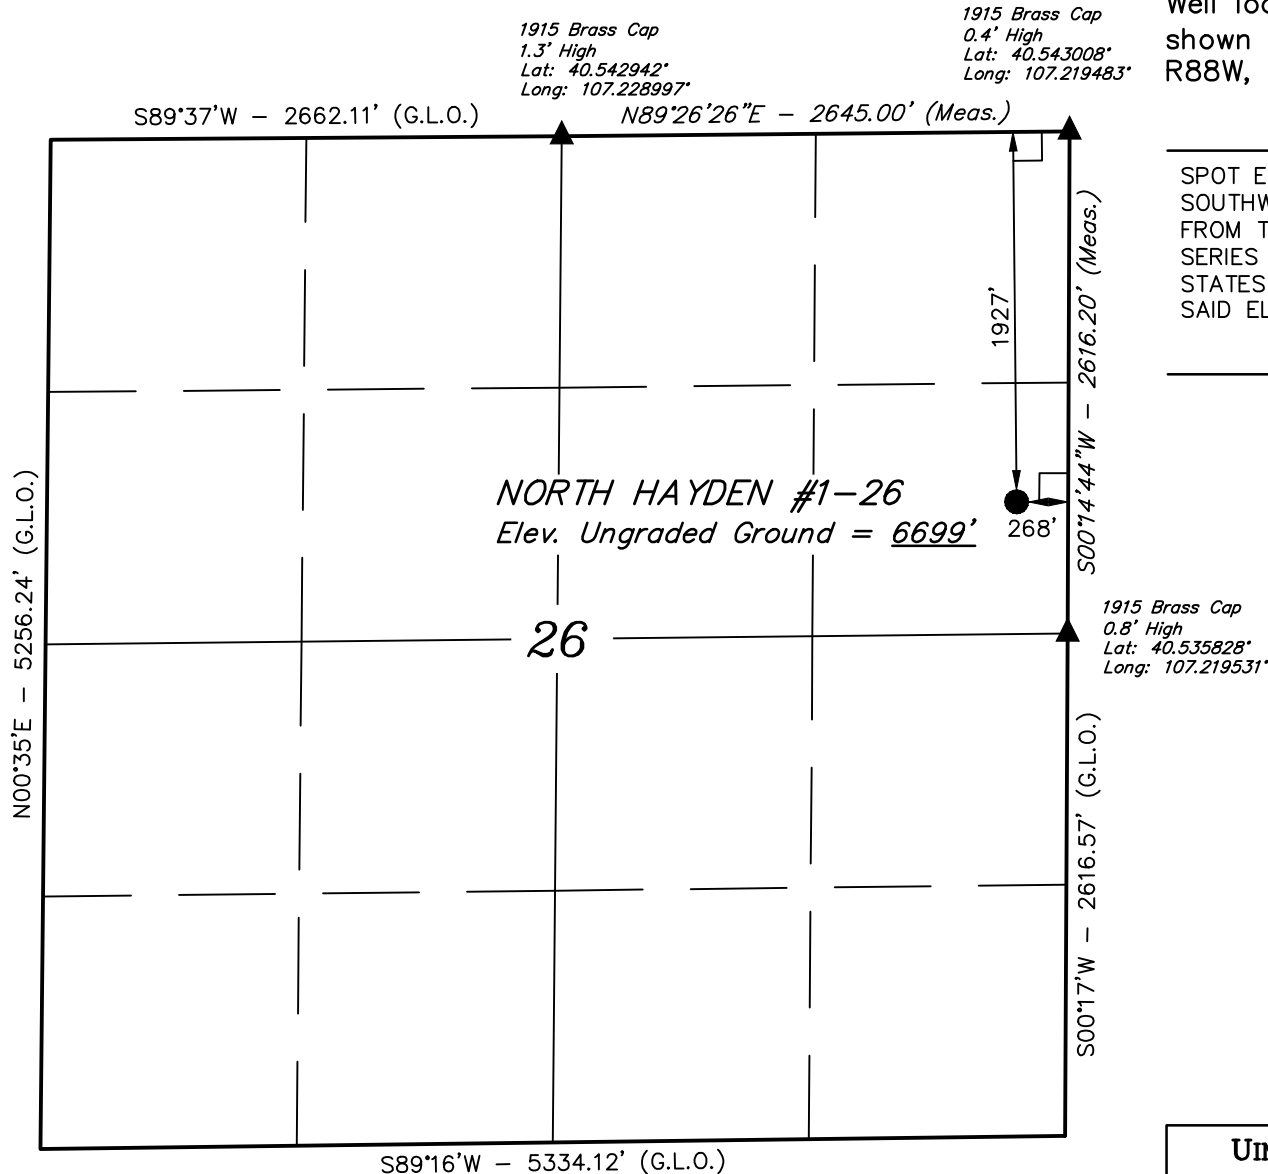 1915 Brass Cap
1.3' High
Lat: 40.542942°
Long: 107.228997°
1915 Brass Cap
0.4' High
Lat: 40.543008°
Long: 107.219483°
shown
R88W,
S89°37'W - 2662.11' (G.L.O.)
N89°26'26"E - 2645.00' (Meas.)
SPOT E
SOUTHW
FROM T
SERIES
STATES
SAID EL
1927'
S00°14'44"W - 2616.20' (Meas.)
NORTH HAYDEN #1-26
Elev. Ungraded Ground = 6699'
268'
N00°35'E - 5256.24' (G.L.O.)
26
1915 Brass Cap
0.8' High
Lat: 40.535828°
Long: 107.219531°
S00°17'W - 2616.57' (G.L.O.)
S89°16'W - 5334.12' (G.L.O.)